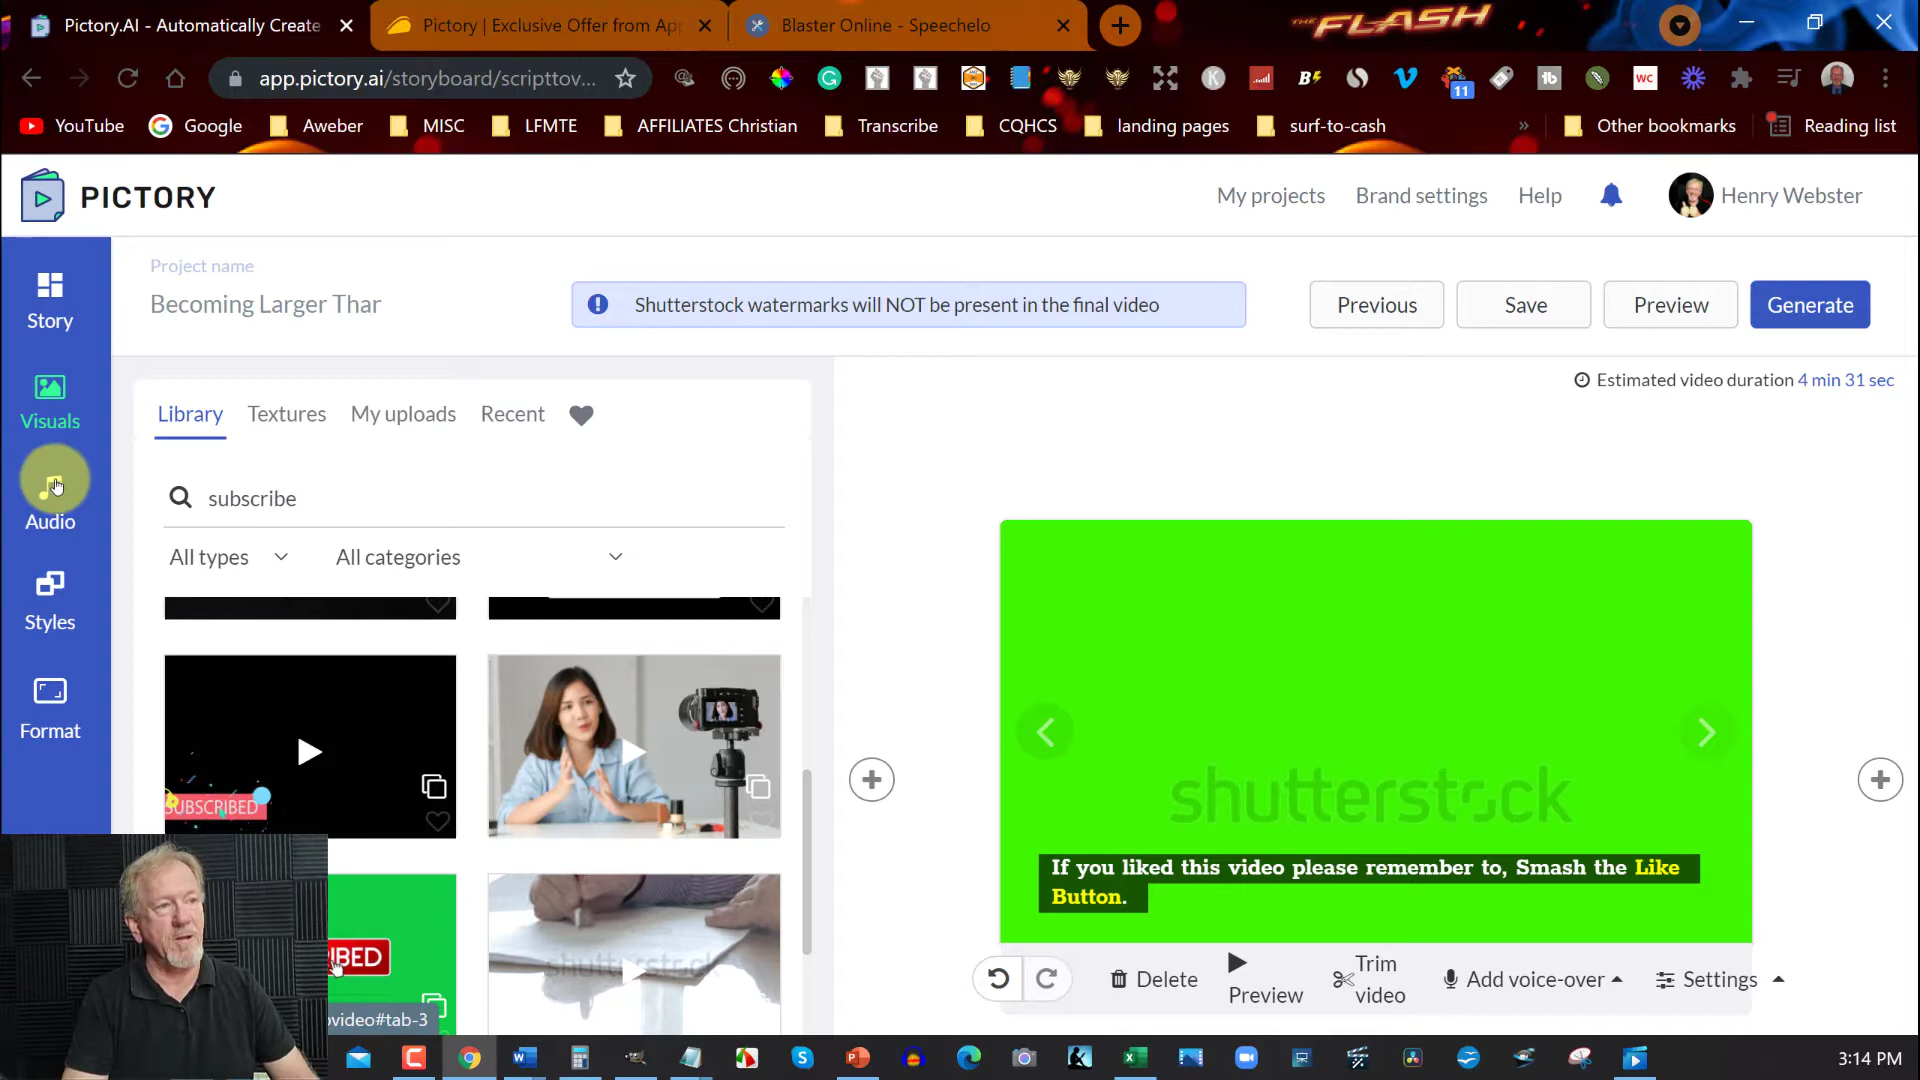 Pictory.AI - Automatically Create
Pictory | Exclusive Offer from App
Blaster Online - Speechelo
THE FLASH
app.pictory.ai/storyboard/scripttov...
11
WC
YouTube
Google
Aweber
MISC
LFMTE
AFFILIATES Christian
Transcribe
CQHCS
landing pages
surf-to-cash
»
Other bookmarks
Reading list
PICTORY
My projects
Brand settings
Help
Henry Webster
Story
Visuals
Audio
Styles
Format
Project name
Becoming Larger Thar
Shutterstock watermarks will NOT be present in the final video
Previous
Save
Preview
Generate
Estimated video duration 4 min 31 sec
Library
Textures
My uploads
Recent
subscribe
All types
All categories
SUBSCRIBED
shutterstock
If you liked this video please remember to, Smash the Like
Button.
IBED
shutterstock
video#tab-3
Delete
Preview
Trim
video
Add voice-over
Settings
3:14 PM